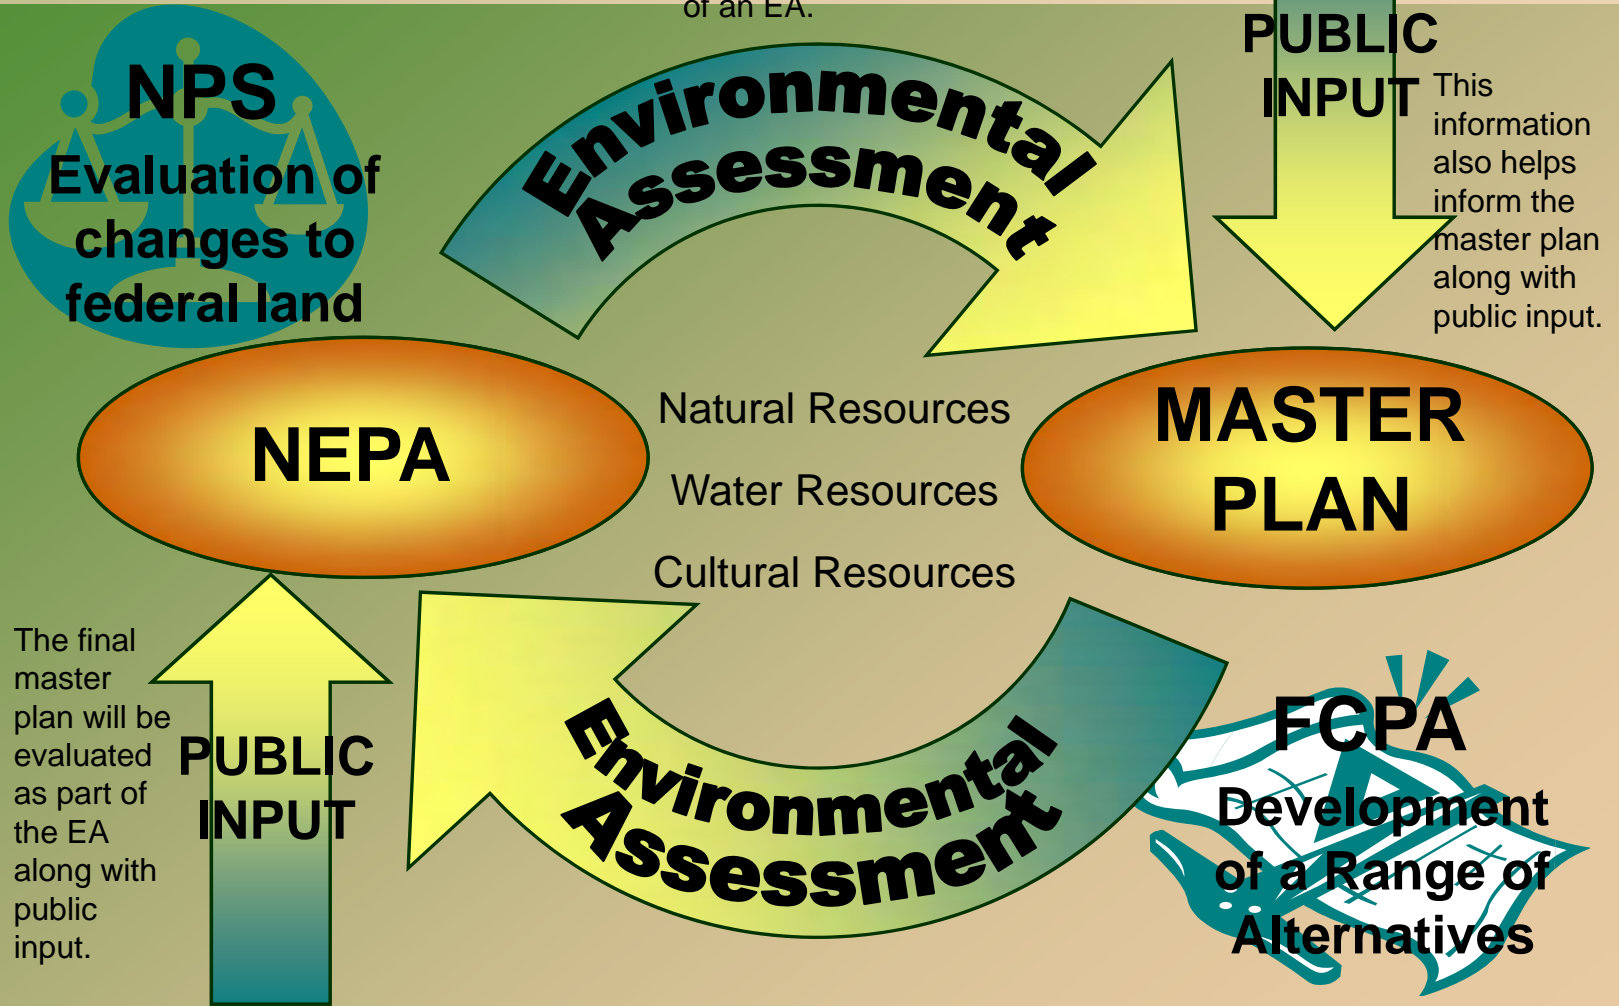 of an EA.
NPS
Evaluation of
changes to
federal land
Environmental
Assessment
PUBLIC
INPUT
This
information
also helps
inform the
master plan
along with
public input.
NEPA
Natural Resources
Water Resources
Cultural Resources
MASTER
PLAN
The final
master
plan will be
evaluated
as part of
the EA
along with
public
input.
PUBLIC
INPUT
Environmental
Assessment
FCPA
Development
of a Range of
Alternatives